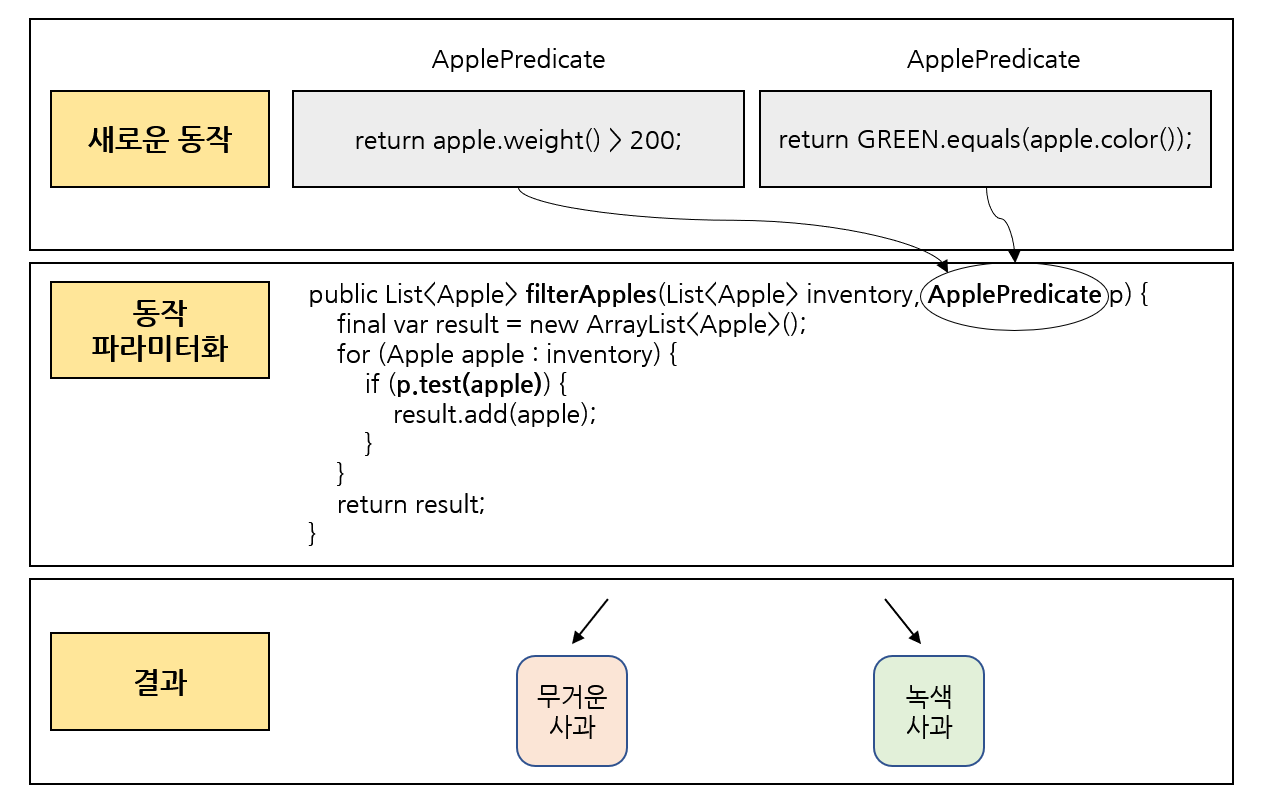 ApplePredicate
ApplePredicate
새로운 동작
return apple.weight() > 200;
return GREEN.equals(apple.color());
동작
파라미터화
public List<Apple> filterApples(List<Apple> inventory, ApplePredicate p) {
final var result = new ArrayList<Apple>();
for (Apple apple : inventory) {
if (p.test(apple)) {
result.add(apple);
}
}
return result;
}
결과
무거운
사과
녹색
사과